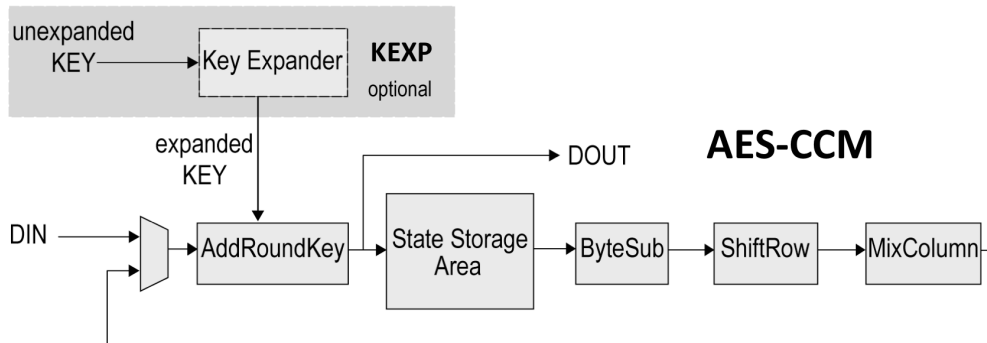 unexpanded
KEY
Key Expander
KEXP
optional
expanded
KEY
AES-CCM
DOUT
DIN
AddRoundKey
State Storage
Area
ByteSub
ShiftRow
MixColumn